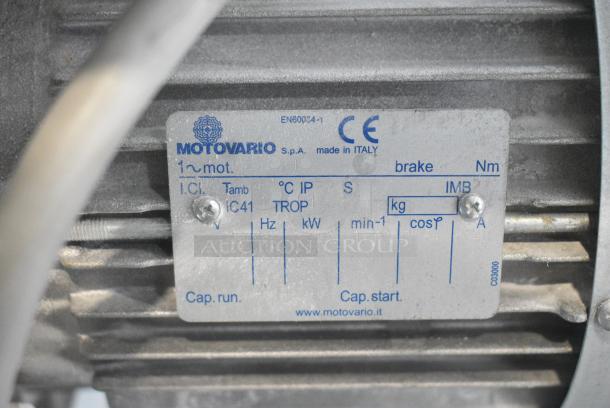 EN60034-1
MOTOVARIO S.p.A. made in ITALY CE
1~mot. brake Nm
I.Cl. Tamb °C IP S IMB
IC41 TROP kg
V Hz kW min-1 cosφ A
AUCTION GROUP
Cap.run. Cap.start.
C03000
www.motovario.it